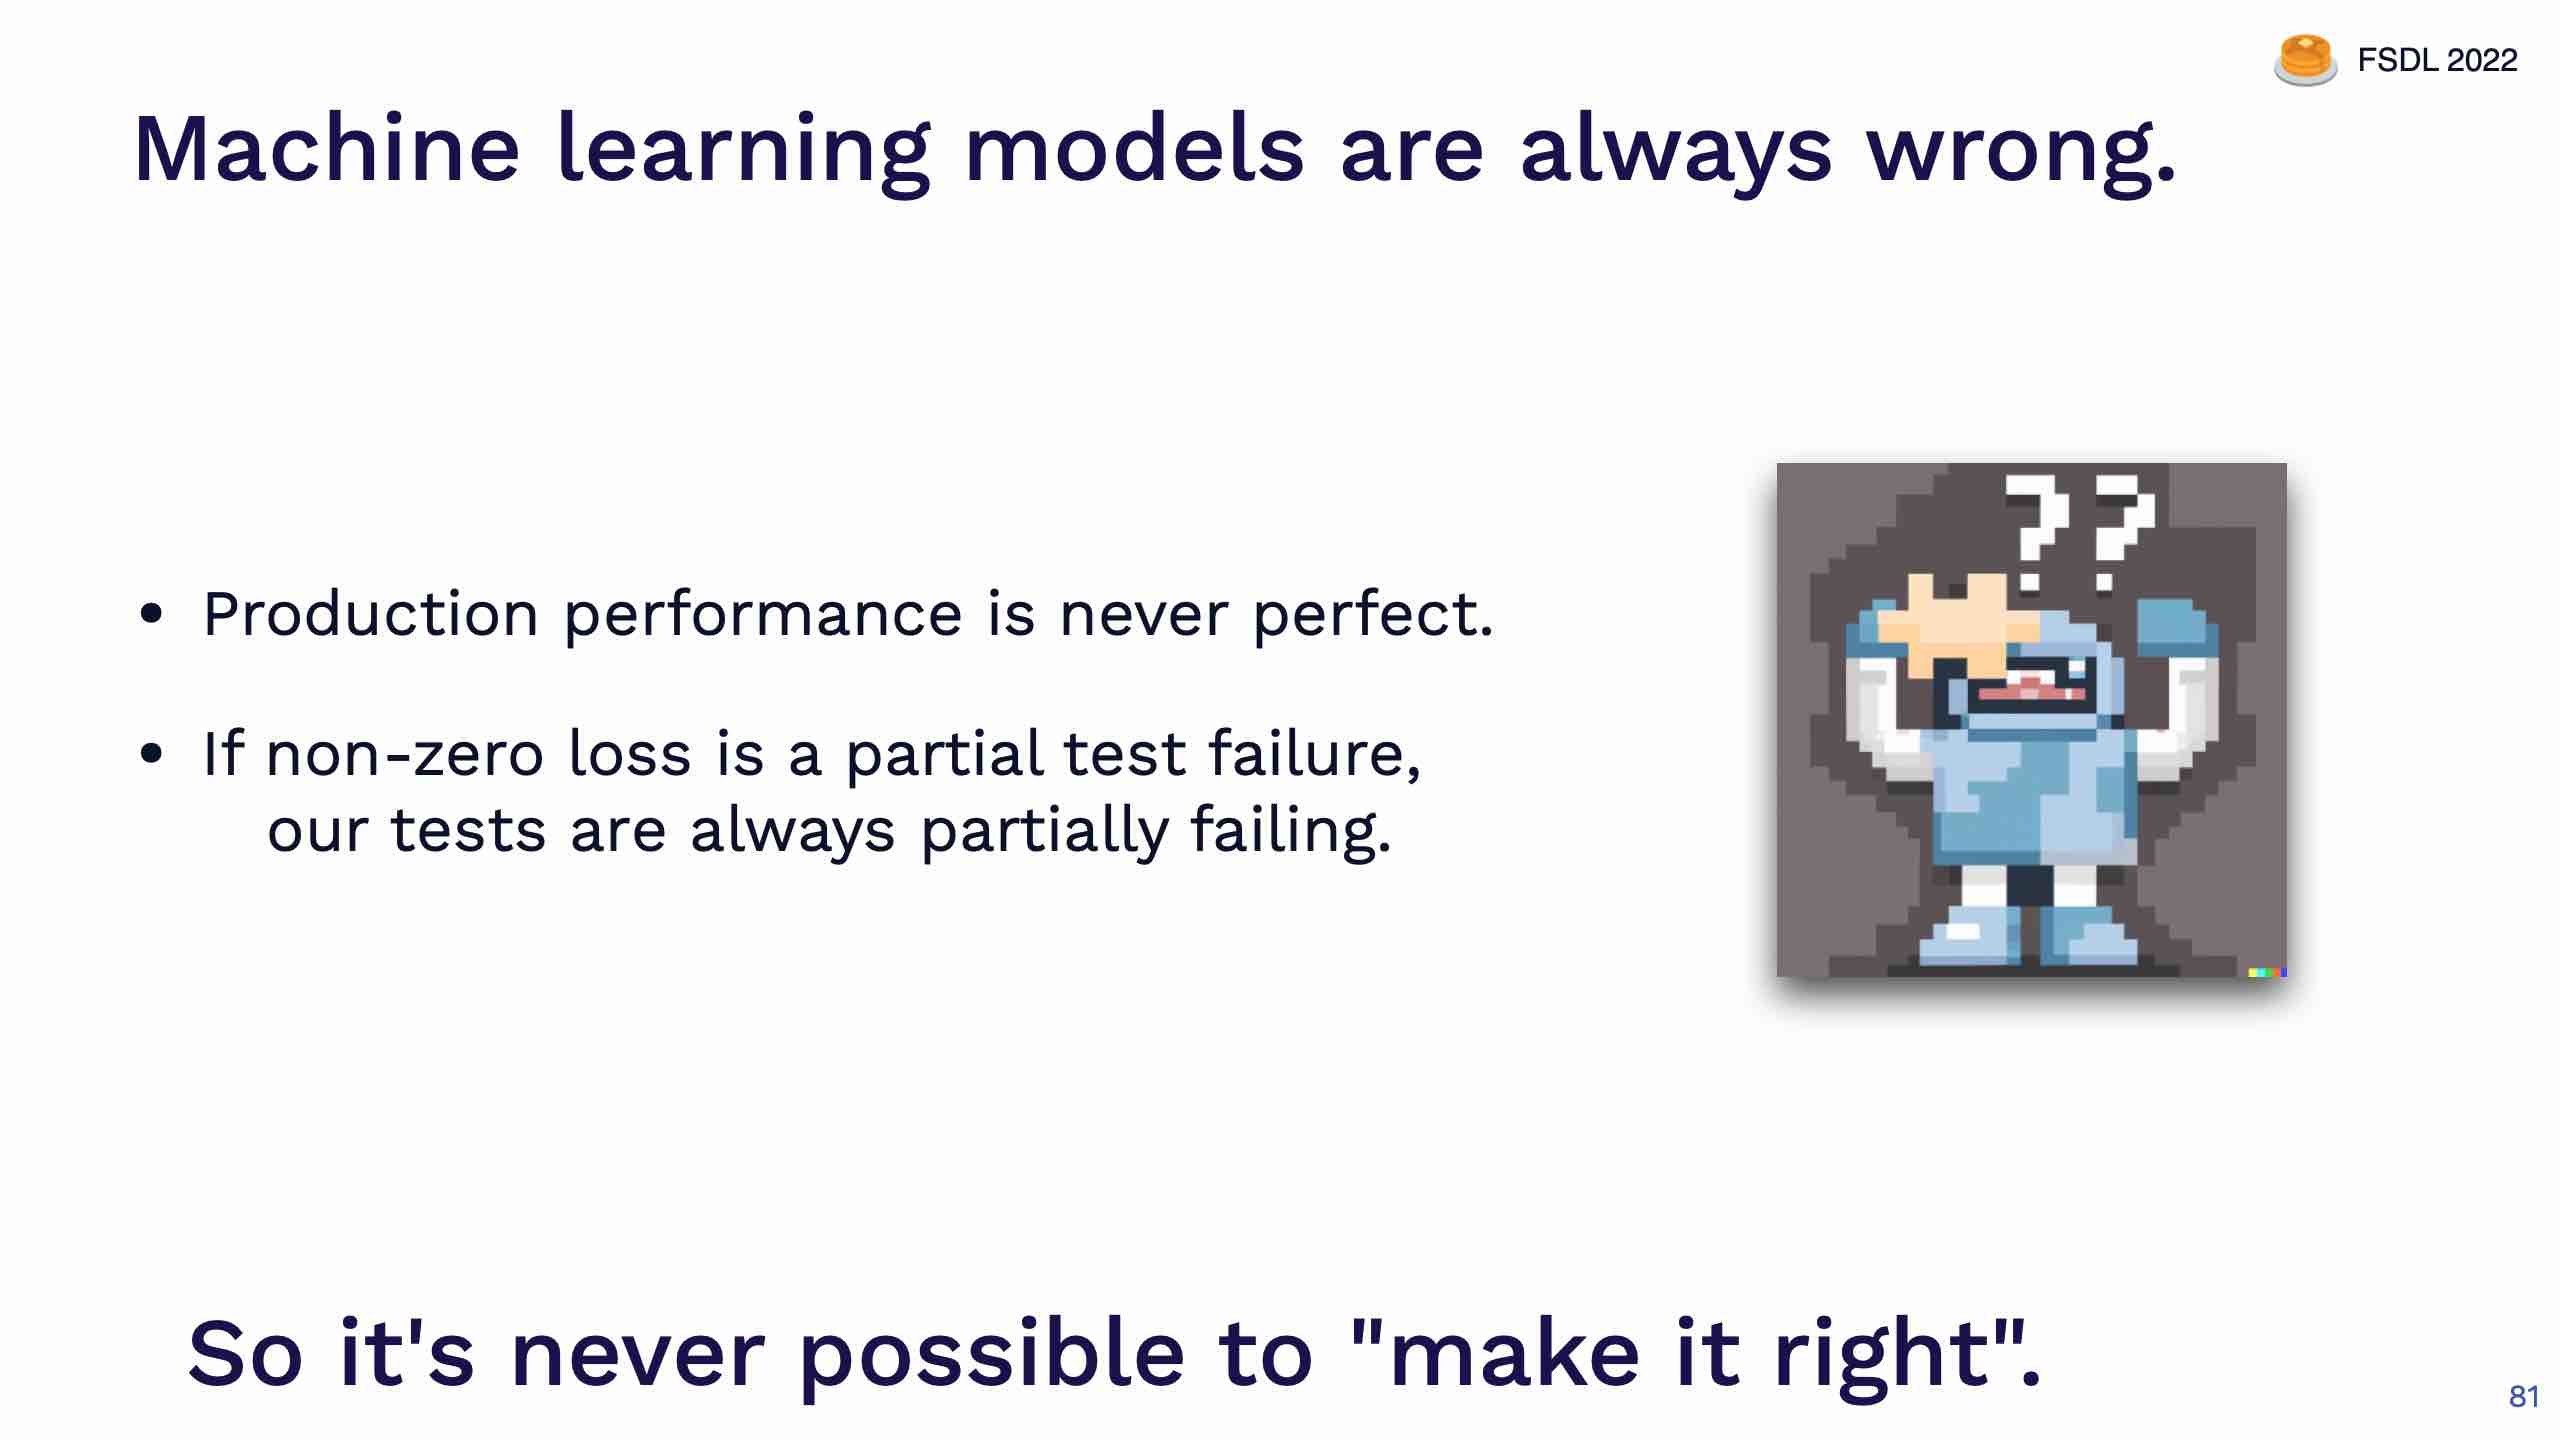 FSDL 2022
Machine learning models are always wrong.
??
• Production performance is never perfect.
• If non-zero loss is a partial test failure,
our tests are always partially failing.
So it's never possible to "make it right".
81